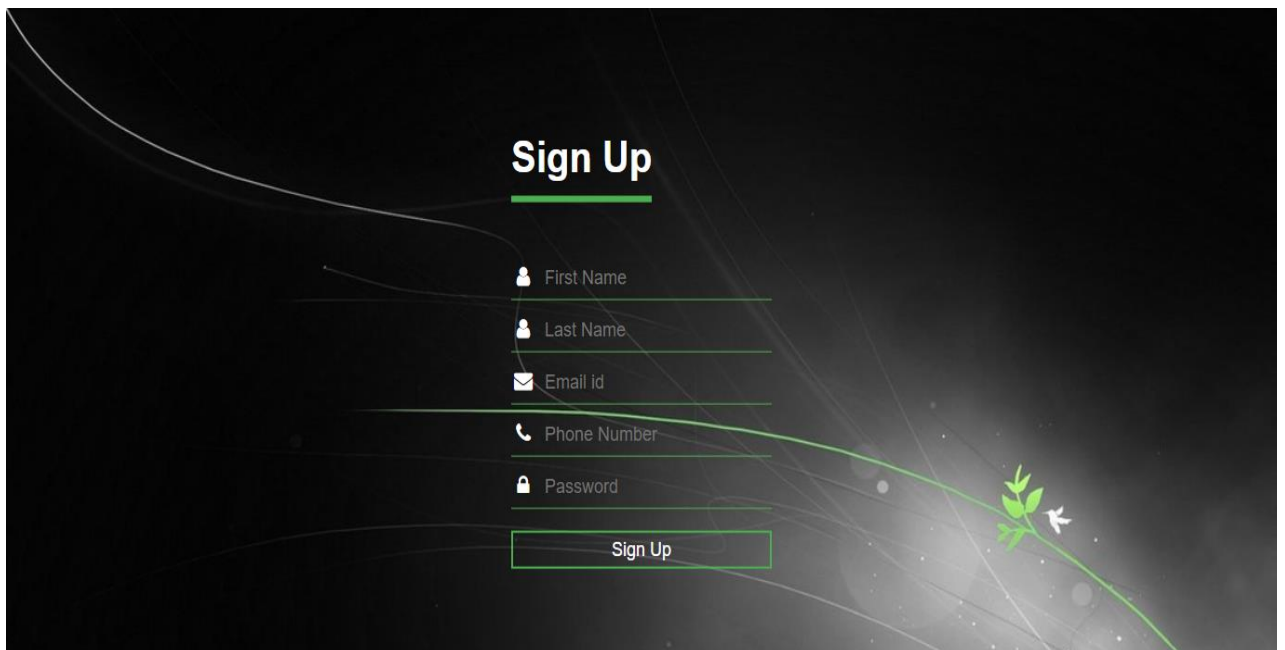 Sign Up
First Name
Last Name
Email id
Phone Number
Password
Sign Up